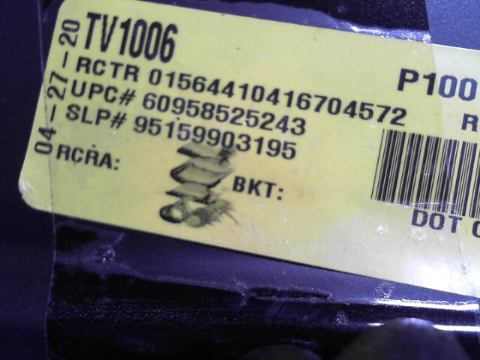 04-27-20
TV1006
RCTR 01564410416704572
UPC# 60958525243
SLP# 95159903195
RCRA:
BKT:
P100
R
DOT